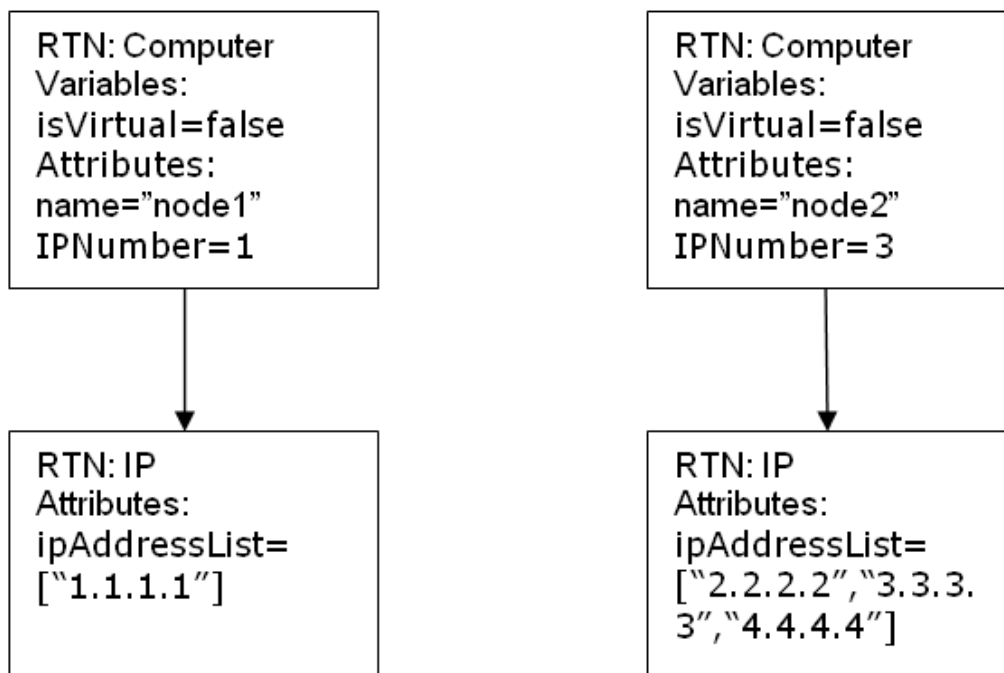 RTN: Computer
Variables:
isVirtual=false
Attributes:
name=”node1”
IPNumber=1
RTN: Computer
Variables:
isVirtual=false
Attributes:
name=”node2”
IPNumber=3
RTN: IP
Attributes:
ipAddressList=
[“1.1.1.1”]
RTN: IP
Attributes:
ipAddressList=
[“2.2.2.2”,“3.3.3.
3”,“4.4.4.4”]